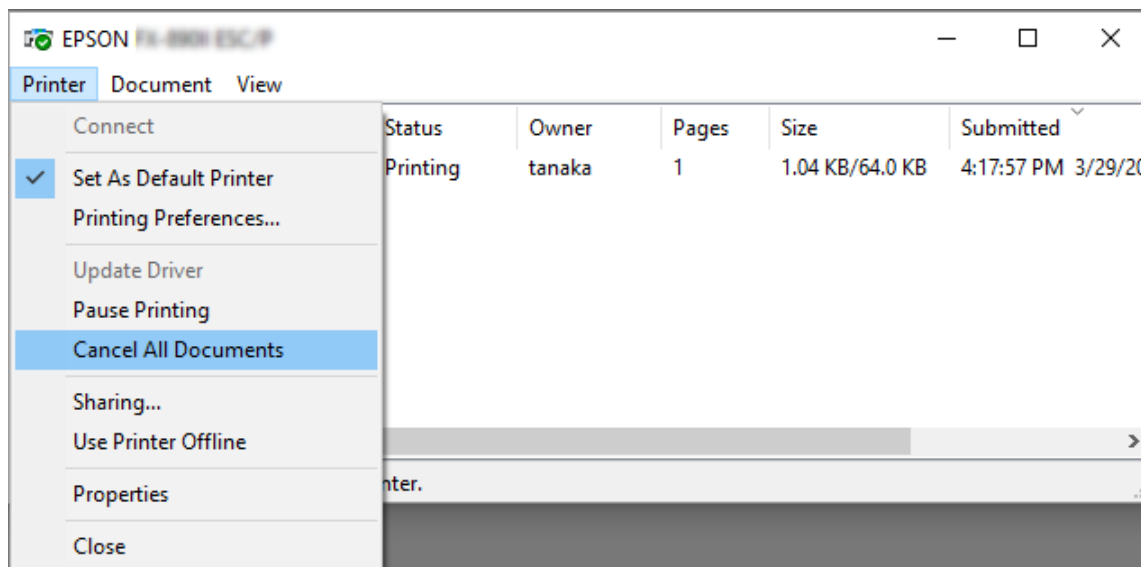 EPSON
Printer Document View
Connect
Set As Default Printer
Printing Preferences...
Update Driver
Pause Printing
Cancel All Documents
Sharing...
Use Printer Offline
Properties
Close
Status Owner Pages Size Submitted
Printing tanaka 1 1.04 KB/64.0 KB 4:17:57 PM 3/29/20
nter.